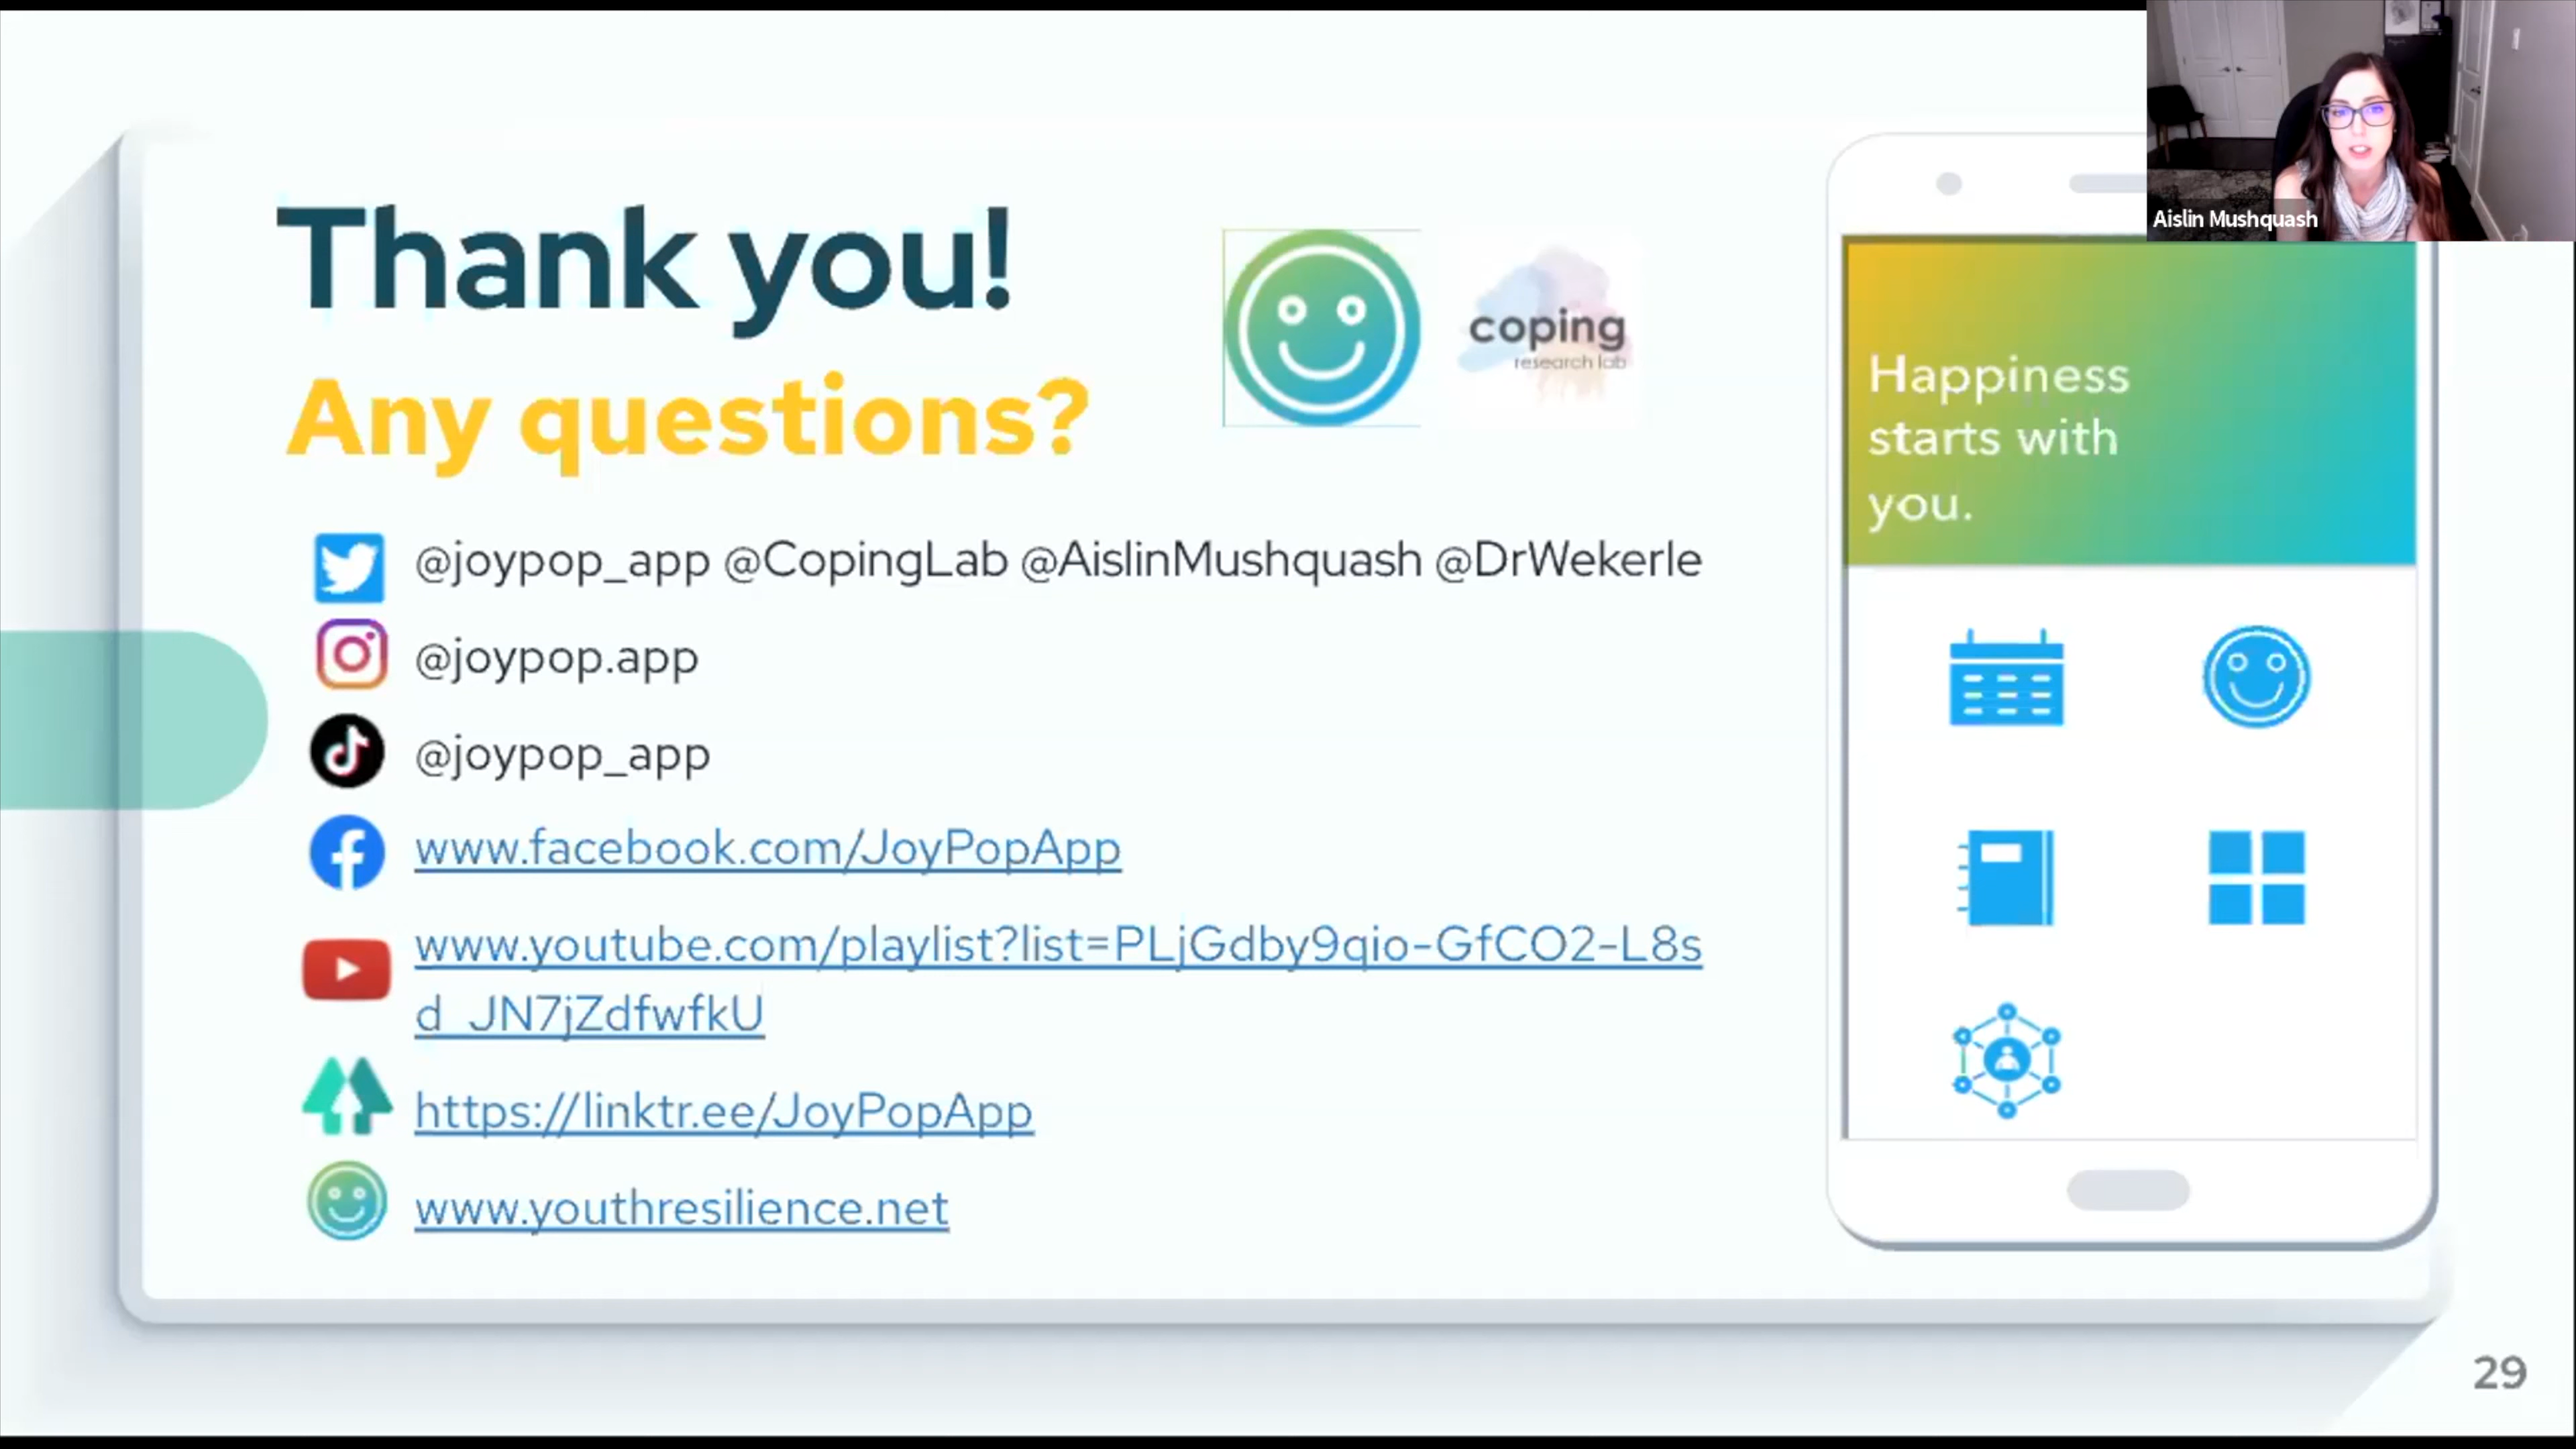 Thank you!
Any questions?
coping
research lab
@joypop_app @CopingLab @AislinMushquash @DrWekerle
@joypop.app
@joypop_app
www.facebook.com/JoyPopApp
www.youtube.com/playlist?list=PLjGdby9qio-GfCO2-L8s
d_JN7jZdfwfkU
https://linktr.ee/JoyPopApp
www.youthresilience.net
Aislin Mushquash
Happiness
starts with
you.
29